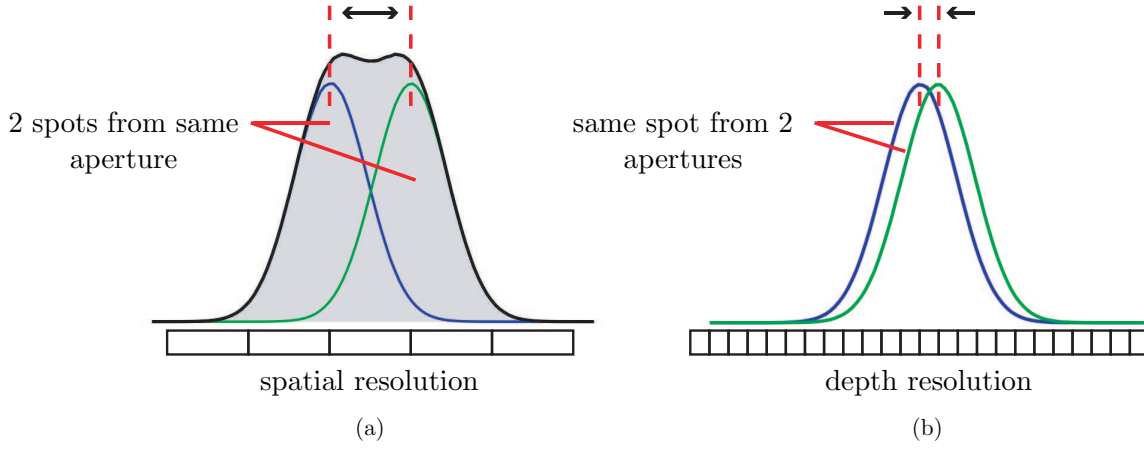 2 spots from same
aperture
spatial resolution
(a)
same spot from 2
apertures
depth resolution
(b)